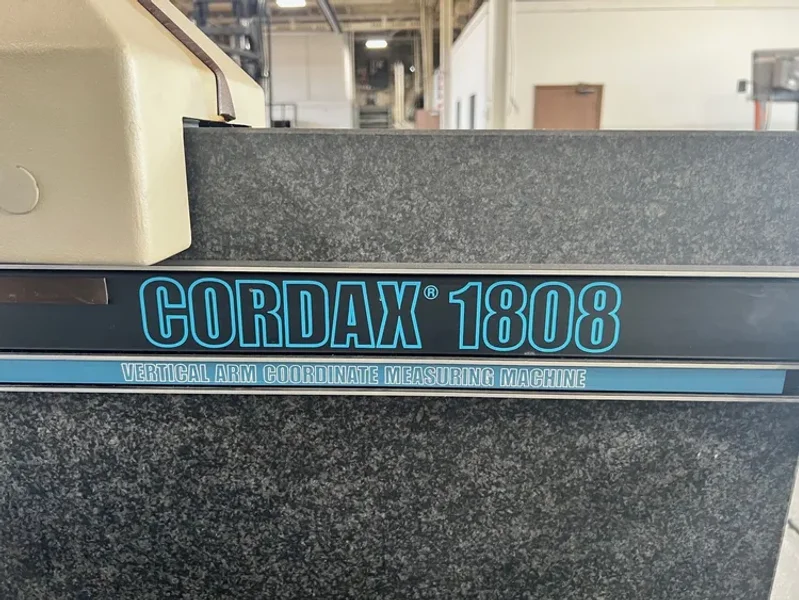 CORDAX® 1808
VERTICAL ARM COORDINATE MEASURING MACHINE